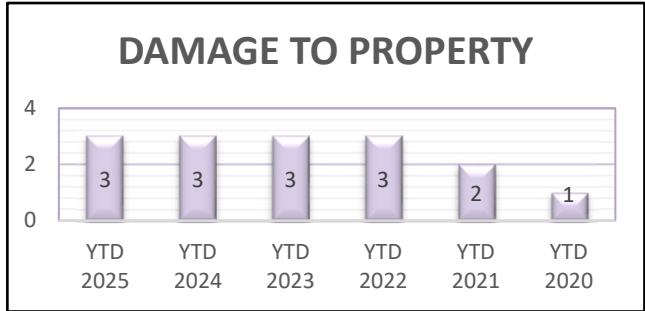 DAMAGE TO PROPERTY
4
2
0
3 3 3 3 2 1
YTD YTD YTD YTD YTD YTD
2025 2024 2023 2022 2021 2020